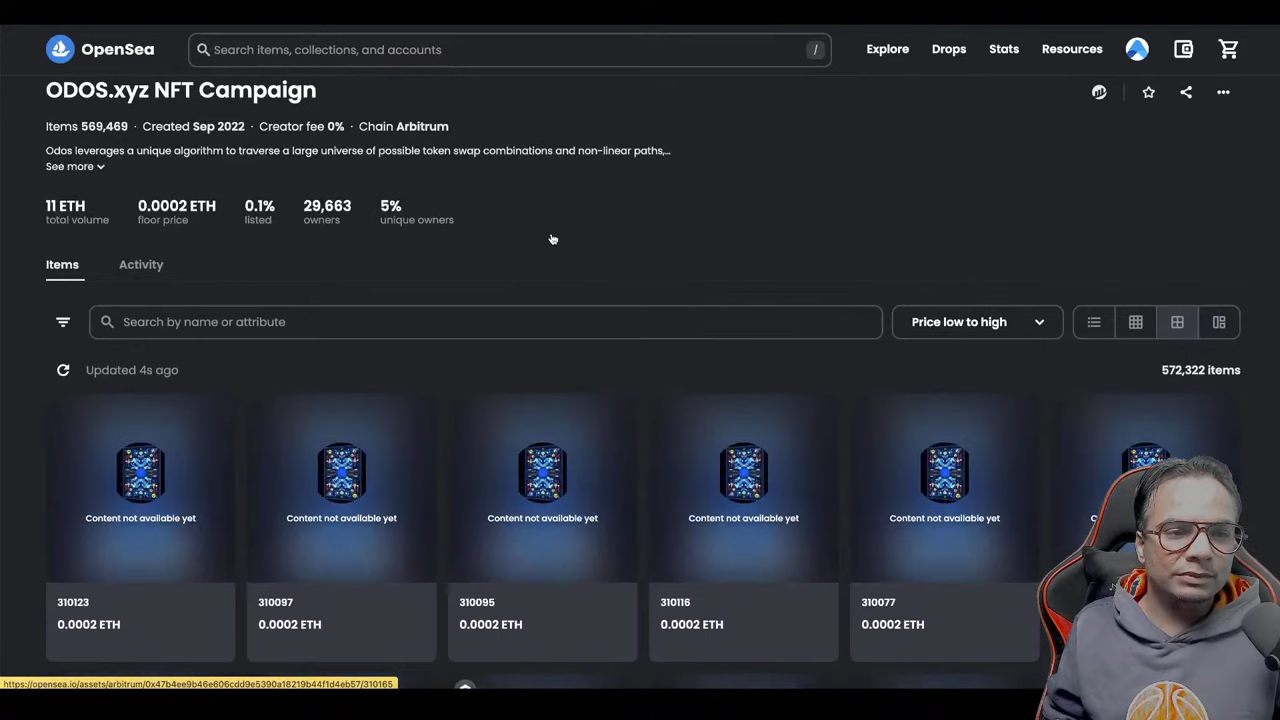 OpenSea
Search items, collections, and accounts
/
Explore
Drops
Stats
Resources
ODOS.xyz NFT Campaign
Items 569,469 · Created Sep 2022 · Creator fee 0% · Chain Arbitrum
Odos leverages a unique algorithm to traverse a large universe of possible token swap combinations and non-linear paths,...
See more
11 ETH
total volume
0.0002 ETH
floor price
0.1%
listed
29,663
owners
5%
unique owners
Items
Activity
Search by name or attribute
Price low to high
Updated 4s ago
572,322 items
Content not available yet
Content not available yet
Content not available yet
Content not available yet
Content not available yet
310123
0.0002 ETH
310097
0.0002 ETH
310095
0.0002 ETH
310116
0.0002 ETH
310077
0.0002 ETH
https://opensea.io/assets/arbitrum/0x47b4ee9b46e606cdd9e5390a18219b44f1d4eb57/310165